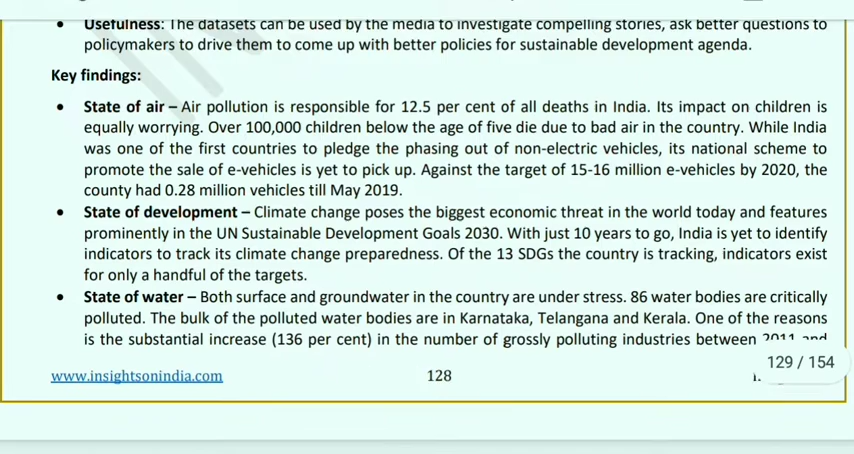 • Usefulness: The datasets can be used by the media to investigate compelling stories, ask better questions to
policymakers to drive them to come up with better policies for sustainable development agenda.
Key findings:
• State of air – Air pollution is responsible for 12.5 per cent of all deaths in India. Its impact on children is
equally worrying. Over 100,000 children below the age of five die due to bad air in the country. While India
was one of the first countries to pledge the phasing out of non-electric vehicles, its national scheme to
promote the sale of e-vehicles is yet to pick up. Against the target of 15-16 million e-vehicles by 2020, the
county had 0.28 million vehicles till May 2019.
• State of development – Climate change poses the biggest economic threat in the world today and features
prominently in the UN Sustainable Development Goals 2030. With just 10 years to go, India is yet to identify
indicators to track its climate change preparedness. Of the 13 SDGs the country is tracking, indicators exist
for only a handful of the targets.
• State of water – Both surface and groundwater in the country are under stress. 86 water bodies are critically
polluted. The bulk of the polluted water bodies are in Karnataka, Telangana and Kerala. One of the reasons
is the substantial increase (136 per cent) in the number of grossly polluting industries between 2011 and
129 / 154
www.insightsonindia.com 128